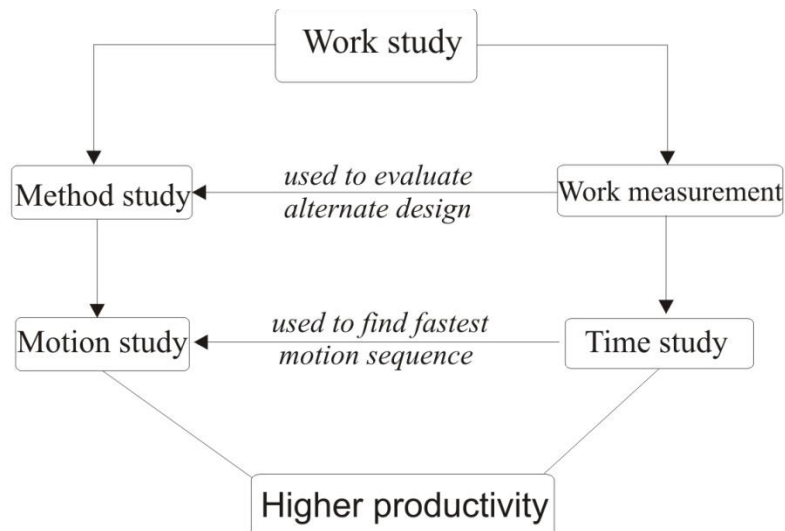 Work study
used to evaluate
Method study
Work measurement
alternate design
used to find fastest
Motion study
Time study
motion sequence
Higher productivity